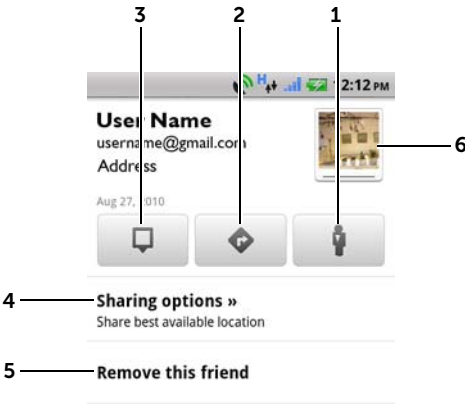 3 2 1
H 12:12 PM
User Name
username@gmail.com
Address
6
Aug 27, 2010
4 Sharing options »
Share best available location
5 Remove this friend